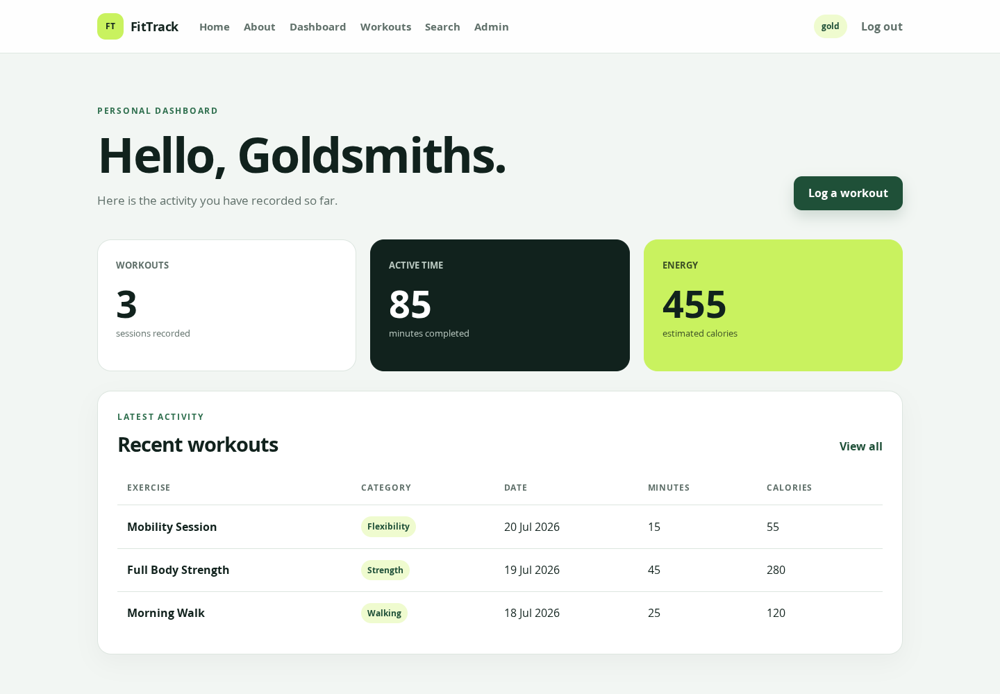 FT FitTrack Home About Dashboard Workouts Search Admin gold Log out
PERSONAL DASHBOARD
Hello, Goldsmiths.
Here is the activity you have recorded so far.
Log a workout
WORKOUTS
3
sessions recorded
ACTIVE TIME
85
minutes completed
ENERGY
455
estimated calories
LATEST ACTIVITY
Recent workouts
View all
EXERCISE CATEGORY DATE MINUTES CALORIES
Mobility Session Flexibility 20 Jul 2026 15 55
Full Body Strength Strength 19 Jul 2026 45 280
Morning Walk Walking 18 Jul 2026 25 120